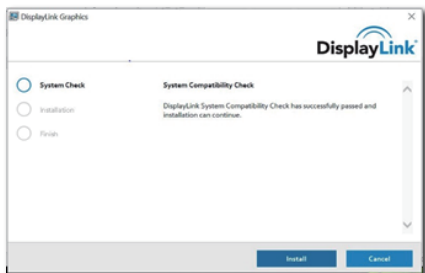 DisplayLink Graphics
DisplayLink
System Check
System Compatibility Check
DisplayLink System Compatibility Check has successfully passed and
installation can continue.
Installation
Finish
Install
Cancel